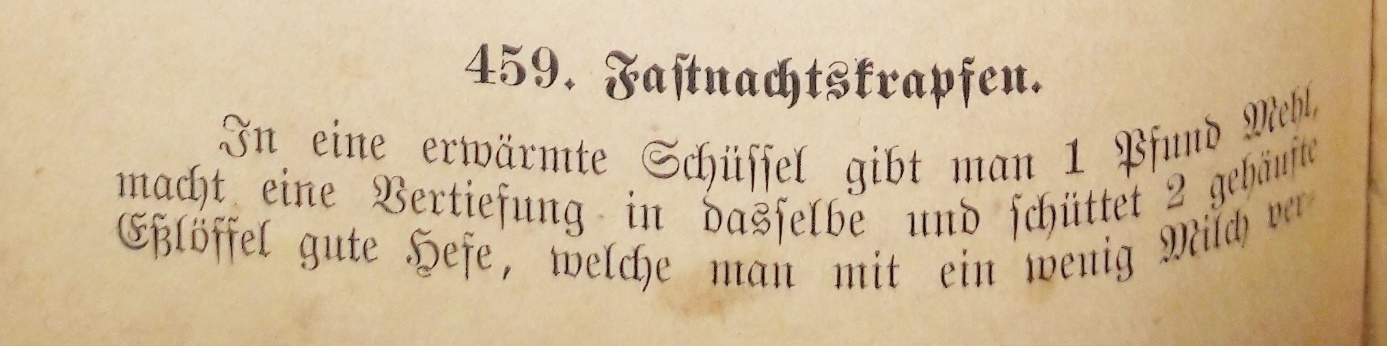 459. Faſtnachtskrapfen.
In eine erwärmte Schüſſel gibt man 1 Pfund Mehl,
macht eine Vertiefung in dasſelbe und ſchüttet 2 gehäufte
Eßlöffel gute Hefe, welche man mit ein wenig Milch ver-